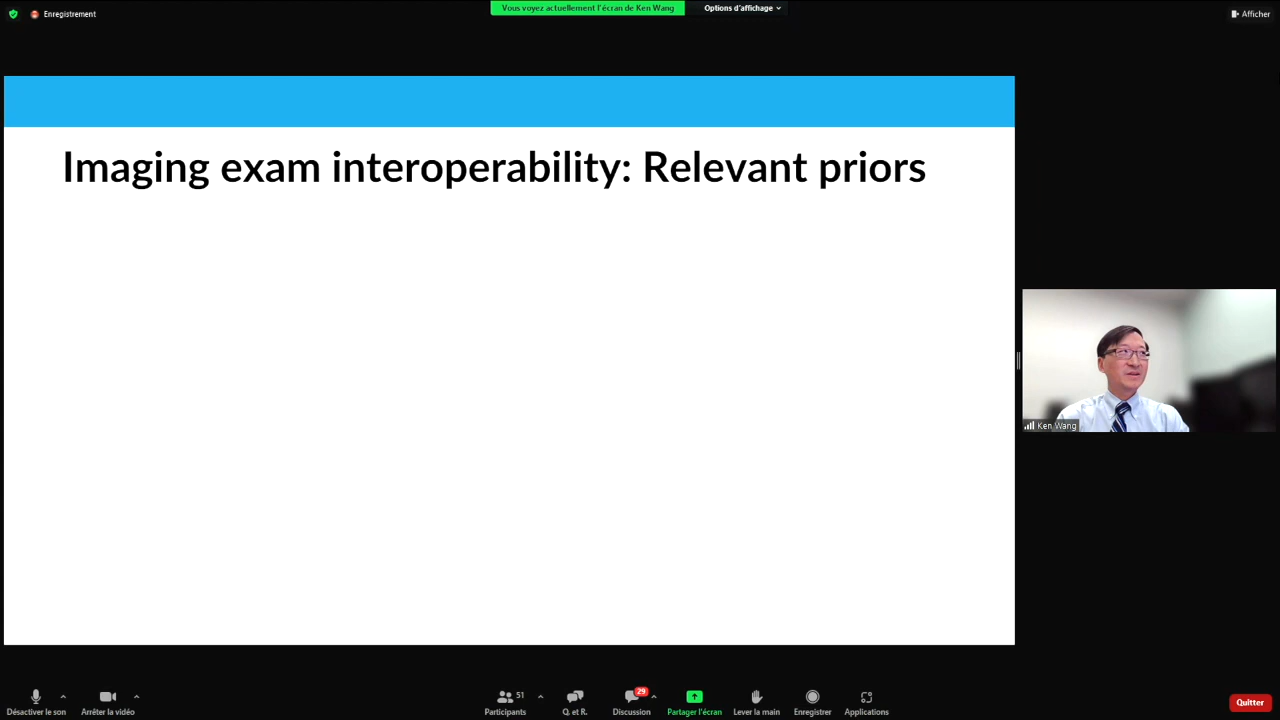 Enregistrement
Vous voyez actuellement l'écran de Ken Wang
Options d'affichage
Afficher
Imaging exam interoperability: Relevant priors
Ken Wang
Désactiver le son
Arrêter la vidéo
51
Participants
Q. et R.
29
Discussion
Partager l'écran
Lever la main
Enregistrer
Applications
Quitter